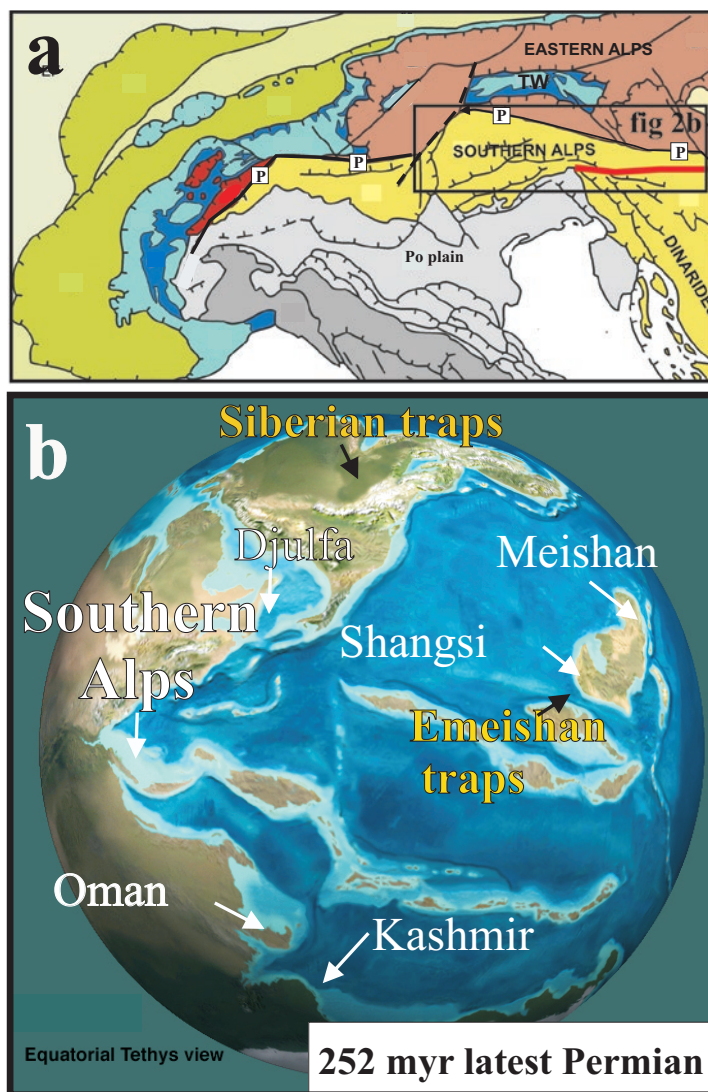 a
EASTERN ALPS
TW
P
fig 2b
P
P
SOUTHERN ALPS
P
Po plain
DINARIDE
b
Siberian traps
Djulfa
Meishan
Southern
Alps
Shangsi
Emeishan
traps
Oman
Kashmir
Equatorial Tethys view
252 myr latest Permian